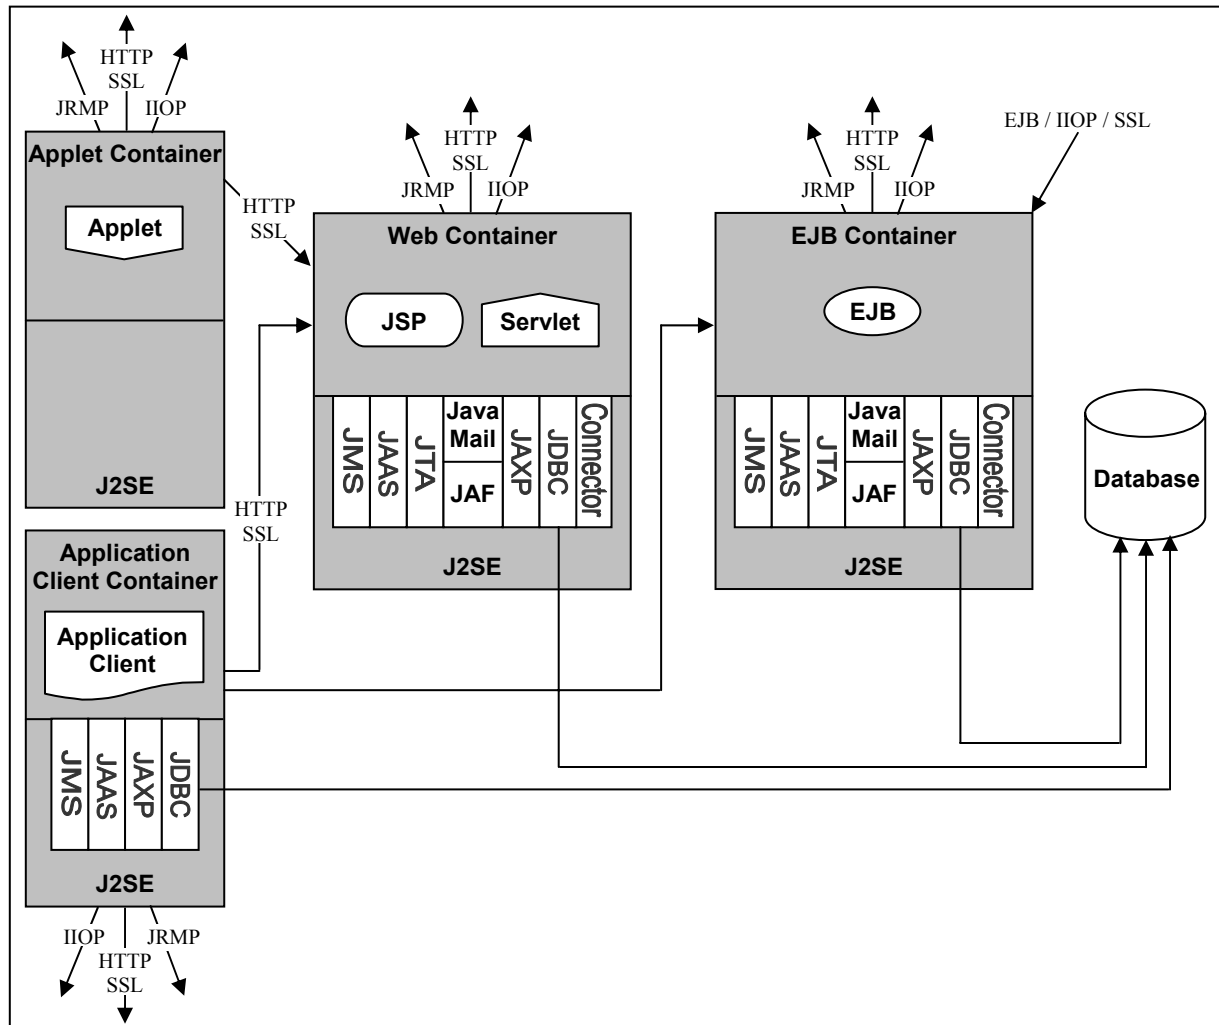 HTTP
SSL
JRMP
IIOP
Applet Container
Applet
J2SE
HTTP
SSL
HTTP
SSL
JRMP
IIOP
Web Container
JSP
Servlet
JMS
JAAS
JTA
Java
Mail
JAF
JAXP
JDBC
Connector
J2SE
HTTP
SSL
JRMP
IIOP
EJB / IIOP / SSL
EJB Container
EJB
JMS
JAAS
JTA
Java
Mail
JAF
JAXP
JDBC
Connector
J2SE
Database
HTTP
SSL
Application
Client Container
Application
Client
JMS
JAAS
JAXP
JDBC
J2SE
IIOP
HTTP
SSL
JRMP